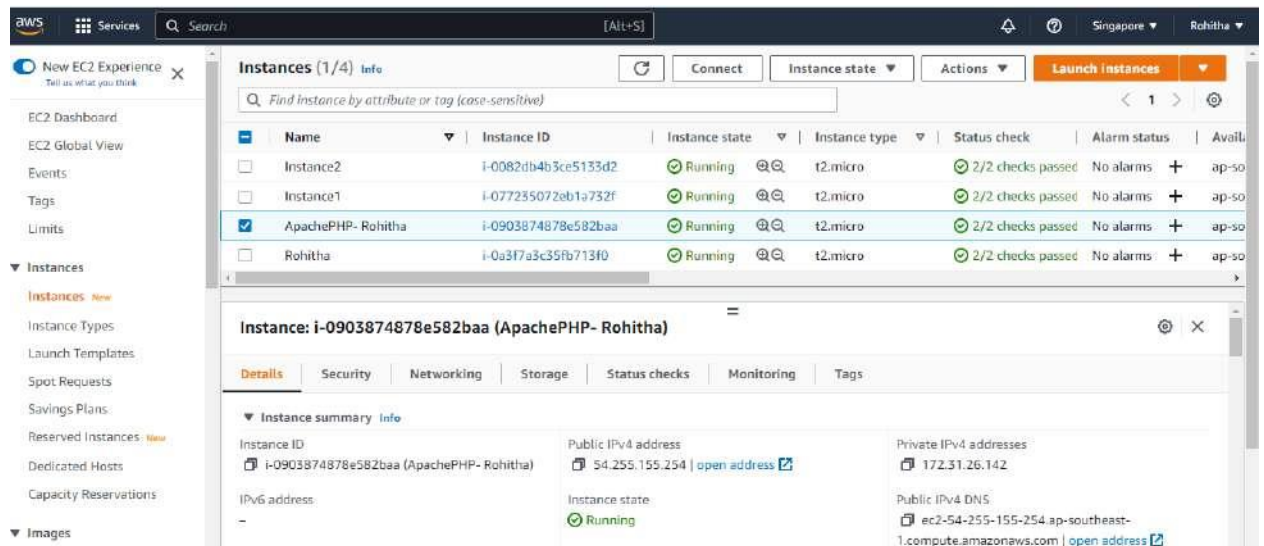 aws Services Search [Alt+S] Singapore ▼ Rohitha ▼
New EC2 Experience
Tell us what you think
EC2 Dashboard
EC2 Global View
Events
Tags
Limits
▼ Instances
Instances New
Instance Types
Launch Templates
Spot Requests
Savings Plans
Reserved Instances New
Dedicated Hosts
Capacity Reservations
▼ Images
Instances (1/4) Info Connect Instance state ▼ Actions ▼ Launch instances ▼
Find instance by attribute or tag (case-sensitive) < 1 >
Name Instance ID Instance state Instance type Status check Alarm status Availa
Instance2 i-0082db4b3ce5133d2 Running t2.micro 2/2 checks passed No alarms + ap-so
Instance1 i-077235072eb1a732f Running t2.micro 2/2 checks passed No alarms + ap-so
ApachePHP- Rohitha i-0903874878e582baa Running t2.micro 2/2 checks passed No alarms + ap-so
Rohitha i-0a3f7a3c35fb713f0 Running t2.micro 2/2 checks passed No alarms + ap-so
Instance: i-0903874878e582baa (ApachePHP- Rohitha)
Details Security Networking Storage Status checks Monitoring Tags
▼ Instance summary Info
Instance ID
i-0903874878e582baa (ApachePHP- Rohitha)
Public IPv4 address
54.255.155.254 | open address
Private IPv4 addresses
172.31.26.142
IPv6 address
–
Instance state
Running
Public IPv4 DNS
ec2-54-255-155-254.ap-southeast-
1.compute.amazonaws.com | open address